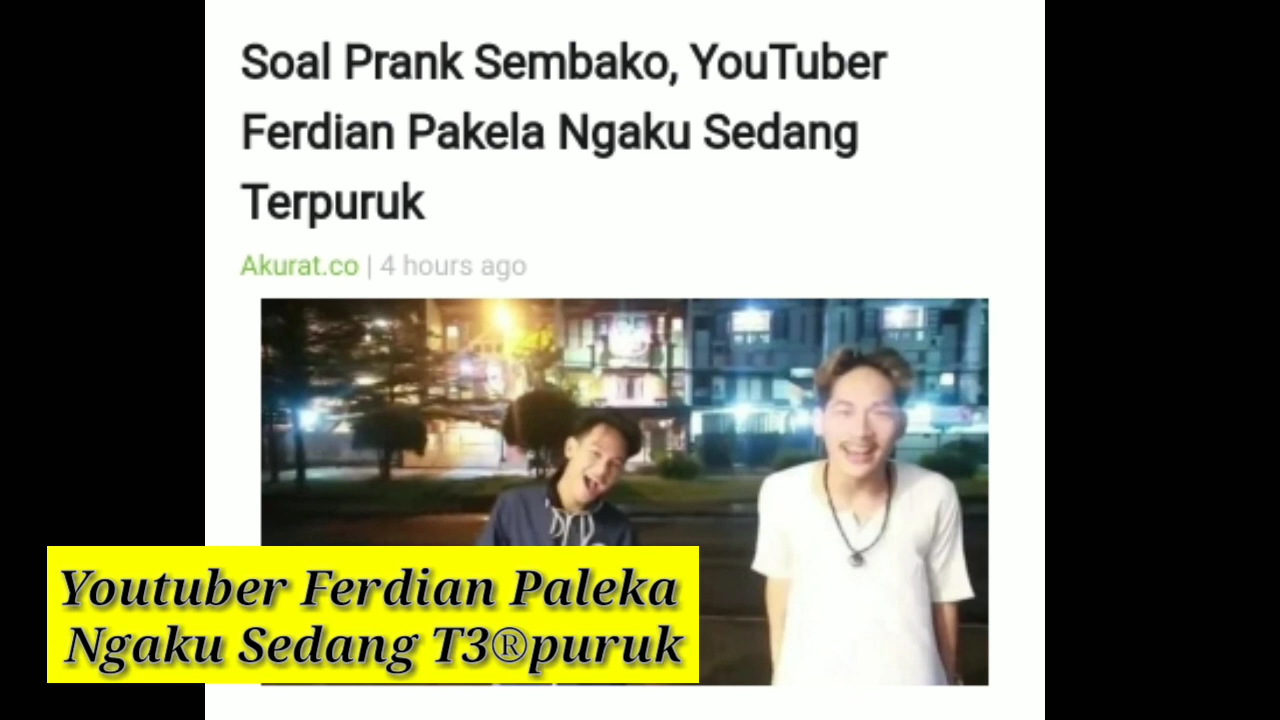 Soal Prank Sembako, YouTuber
Ferdian Pakela Ngaku Sedang
Terpuruk
Akurat.co | 4 hours ago
Youtuber Ferdian Paleka
Ngaku Sedang T3®puruk